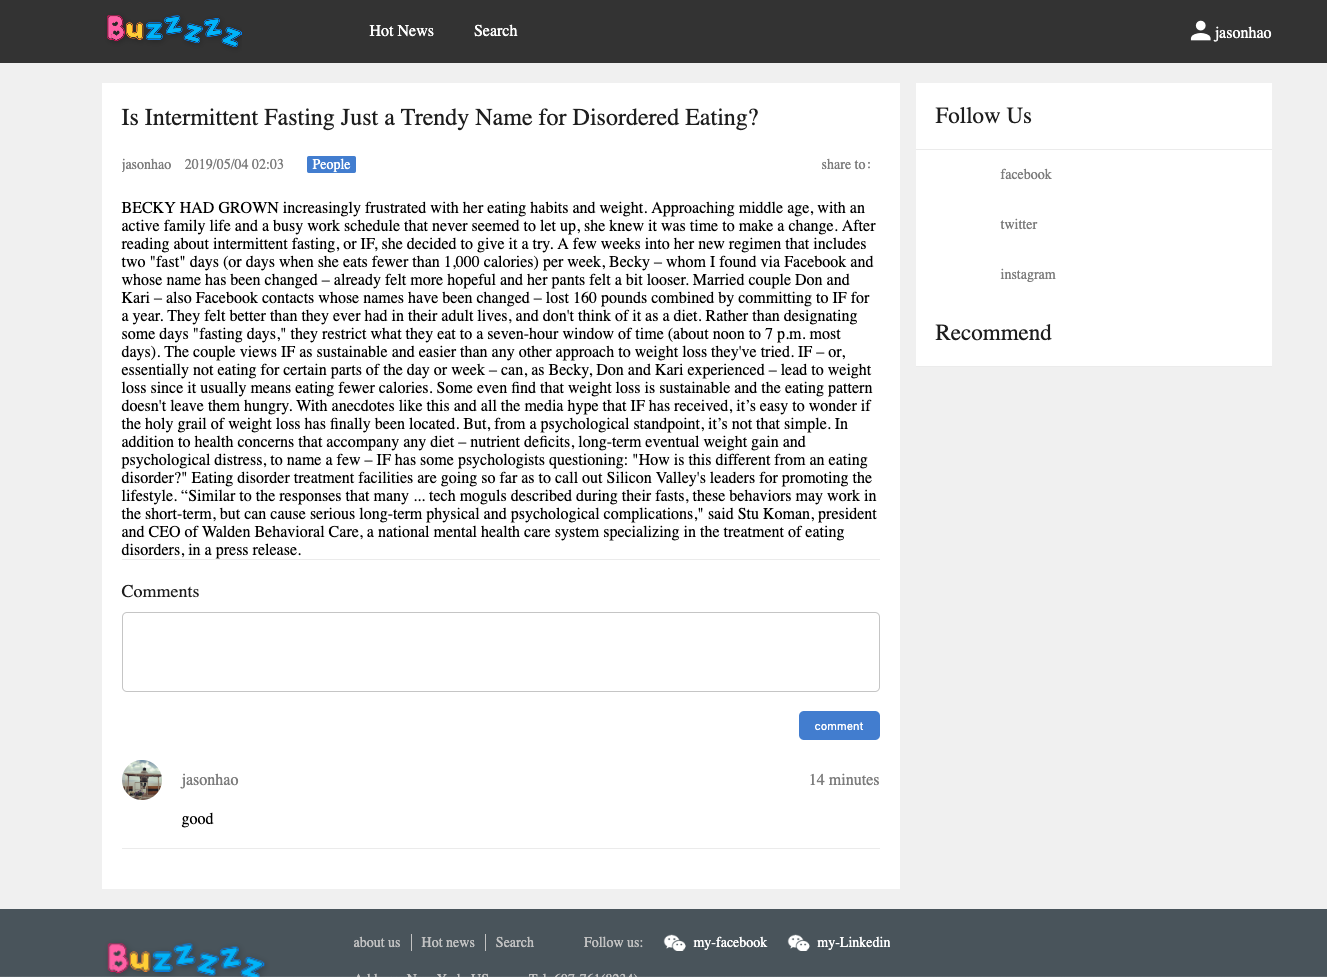 Buzzzzz
Hot News
Search
jasonhao
Is Intermittent Fasting Just a Trendy Name for Disordered Eating?
jasonhao 2019/05/04 02:03 People share to：
BECKY HAD GROWN increasingly frustrated with her eating habits and weight. Approaching middle age, with an
active family life and a busy work schedule that never seemed to let up, she knew it was time to make a change. After
reading about intermittent fasting, or IF, she decided to give it a try. A few weeks into her new regimen that includes
two "fast" days (or days when she eats fewer than 1,000 calories) per week, Becky – whom I found via Facebook and
whose name has been changed – already felt more hopeful and her pants felt a bit looser. Married couple Don and
Kari – also Facebook contacts whose names have been changed – lost 160 pounds combined by committing to IF for
a year. They felt better than they ever had in their adult lives, and don't think of it as a diet. Rather than designating
some days "fasting days," they restrict what they eat to a seven-hour window of time (about noon to 7 p.m. most
days). The couple views IF as sustainable and easier than any other approach to weight loss they've tried. IF – or,
essentially not eating for certain parts of the day or week – can, as Becky, Don and Kari experienced – lead to weight
loss since it usually means eating fewer calories. Some even find that weight loss is sustainable and the eating pattern
doesn't leave them hungry. With anecdotes like this and all the media hype that IF has received, it’s easy to wonder if
the holy grail of weight loss has finally been located. But, from a psychological standpoint, it’s not that simple. In
addition to health concerns that accompany any diet – nutrient deficits, long-term eventual weight gain and
psychological distress, to name a few – IF has some psychologists questioning: "How is this different from an eating
disorder?" Eating disorder treatment facilities are going so far as to call out Silicon Valley's leaders for promoting the
lifestyle. “Similar to the responses that many ... tech moguls described during their fasts, these behaviors may work in
the short-term, but can cause serious long-term physical and psychological complications," said Stu Koman, president
and CEO of Walden Behavioral Care, a national mental health care system specializing in the treatment of eating
disorders, in a press release.
Comments
comment
jasonhao 14 minutes
good
Follow Us
facebook
twitter
instagram
Recommend
Buzzzzz
about us Hot news Search Follow us: my-facebook my-Linkedin